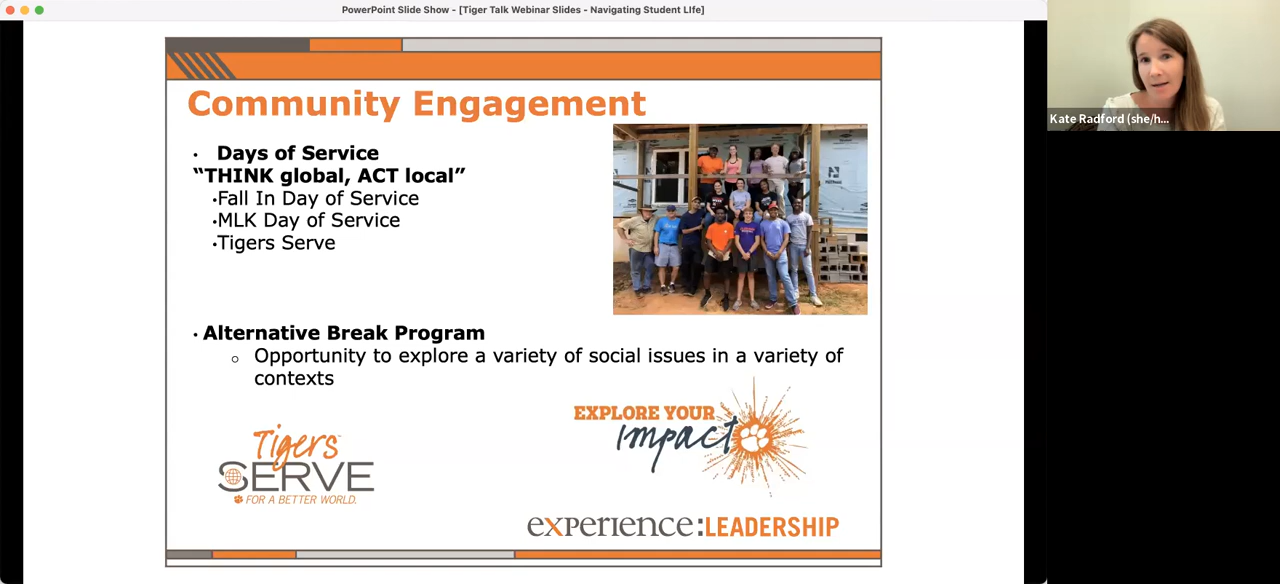 PowerPoint Slide Show - [Tiger Talk Webinar Slides - Navigating Student LIfe]
Kate Radford (she/h...
Community Engagement
• Days of Service
“THINK global, ACT local”
•Fall In Day of Service
•MLK Day of Service
•Tigers Serve
• Alternative Break Program
o Opportunity to explore a variety of social issues in a variety of
contexts
EXPLORE YOUR
impact
Tigers
SERVE
FOR A BETTER WORLD.
experience:LEADERSHIP